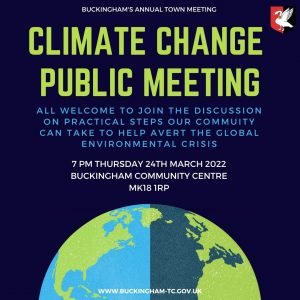 BUCKINGHAM'S ANNUAL TOWN MEETING
CLIMATE CHANGE
PUBLIC MEETING
ALL WELCOME TO JOIN THE DISCUSSION
ON PRACTICAL STEPS OUR COMMUITY
CAN TAKE TO HELP AVERT THE GLOBAL
ENVIRONMENTAL CRISIS
7 PM THURSDAY 24TH MARCH 2022
BUCKINGHAM COMMUNITY CENTRE
MK18 1RP
WWW.BUCKINGHAM-TC.GOV.UK